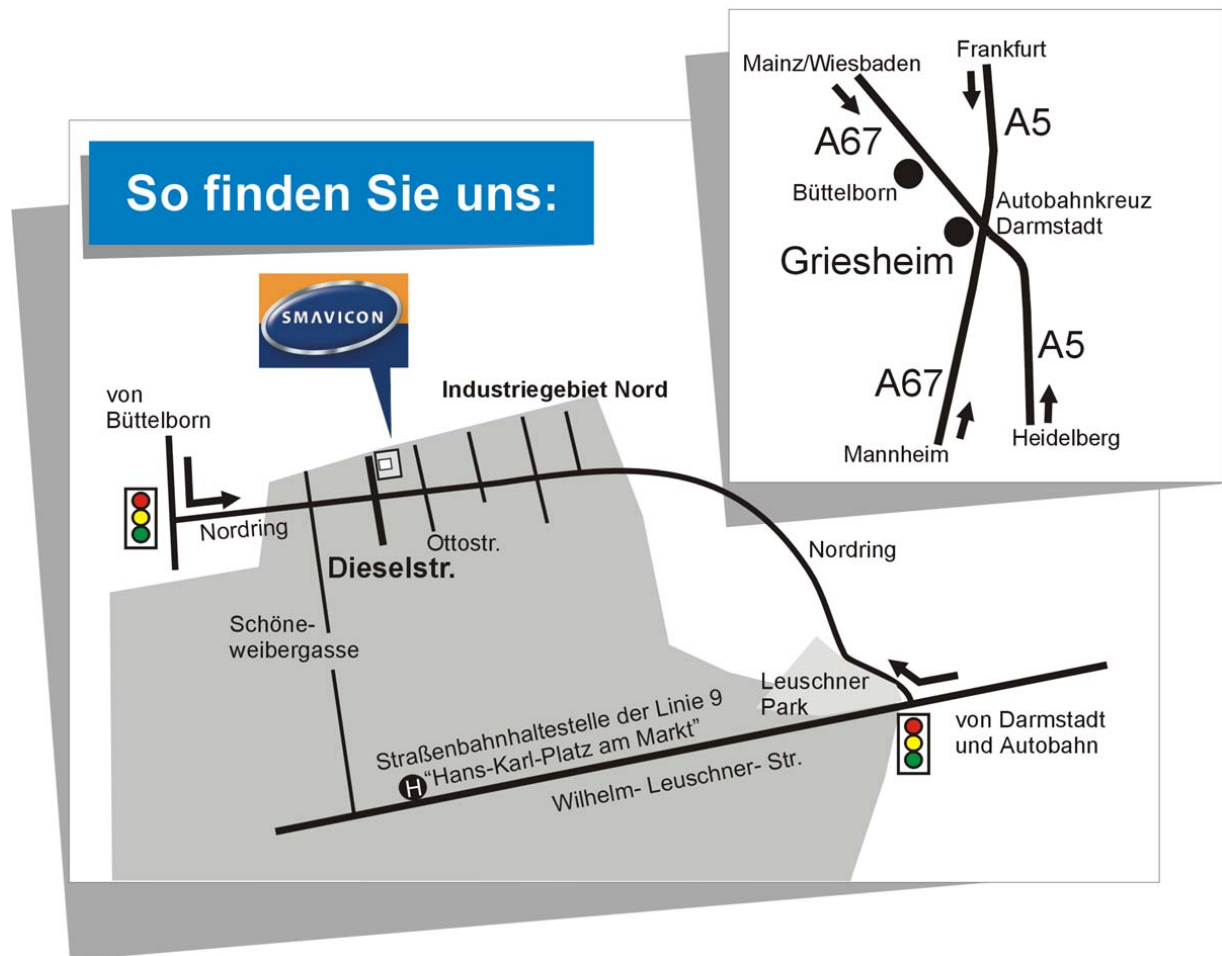 So finden Sie uns:
SMAVICON
Industriegebiet Nord
von
Büttelborn
Nordring
Dieselstr.
Ottostr.
Nordring
Schöne-
weibergasse
Leuschner
Park
von Darmstadt
und Autobahn
Straßenbahnhaltestelle der Linie 9
“Hans-Karl-Platz am Markt”
H
Wilhelm- Leuschner- Str.
Mainz/Wiesbaden
Frankfurt
A67
A5
Büttelborn
Autobahnkreuz
Darmstadt
Griesheim
A67
A5
Mannheim
Heidelberg